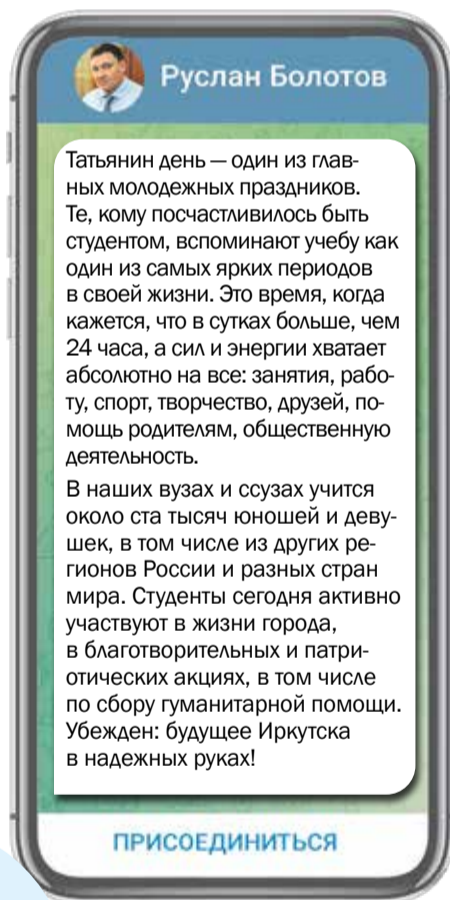 Руслан Болотов
Татьянин день — один из глав-
ных молодежных праздников.
Те, кому посчастливилось быть
студентом, вспоминают учебу как
один из самых ярких периодов
в своей жизни. Это время, когда
кажется, что в сутках больше, чем
24 часа, а сил и энергии хватает
абсолютно на все: занятия, рабо-
ту, спорт, творчество, друзей, по-
мощь родителям, общественную
деятельность.
В наших вузах и ссузах учится
около ста тысяч юношей и деву-
шек, в том числе из других ре-
гионов России и разных стран
мира. Студенты сегодня активно
участвуют в жизни города,
в благотворительных и патри-
отических акциях, в том числе
по сбору гуманитарной помощи.
Убежден: будущее Иркутска
в надежных руках!
ПРИСОЕДИНИТЬСЯ